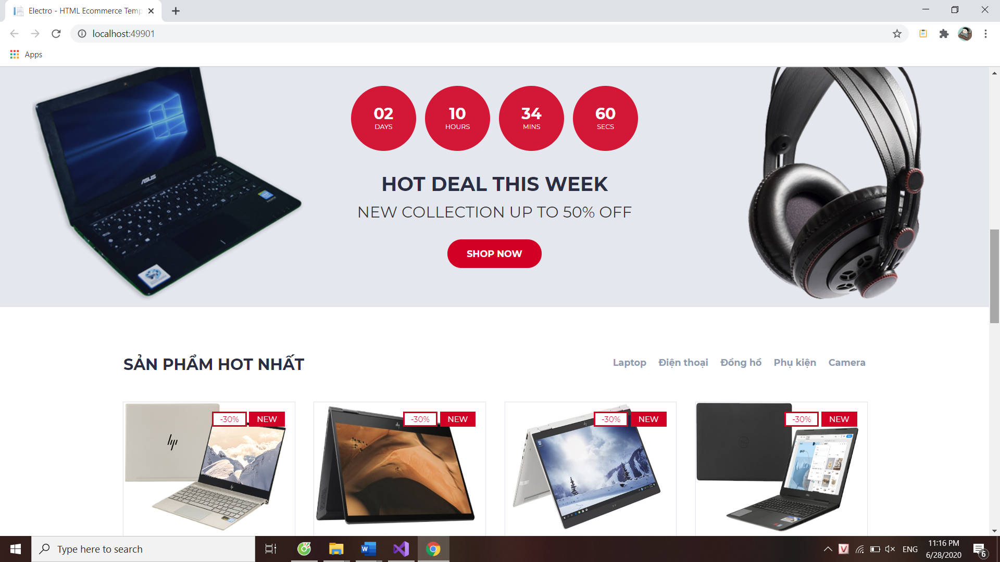 Electro - HTML Ecommerce Temp
localhost:49901
Apps
02
DAYS
10
HOURS
34
MINS
60
SECS
ASUS
HOT DEAL THIS WEEK
NEW COLLECTION UP TO 50% OFF
SHOP NOW
SẢN PHẨM HOT NHẤT
Laptop Điện thoại Đồng hồ Phụ kiện Camera
-30% NEW
-30% NEW
-30% NEW
-30% NEW
hp
Type here to search
ENG
11:16 PM
6/28/2020
6